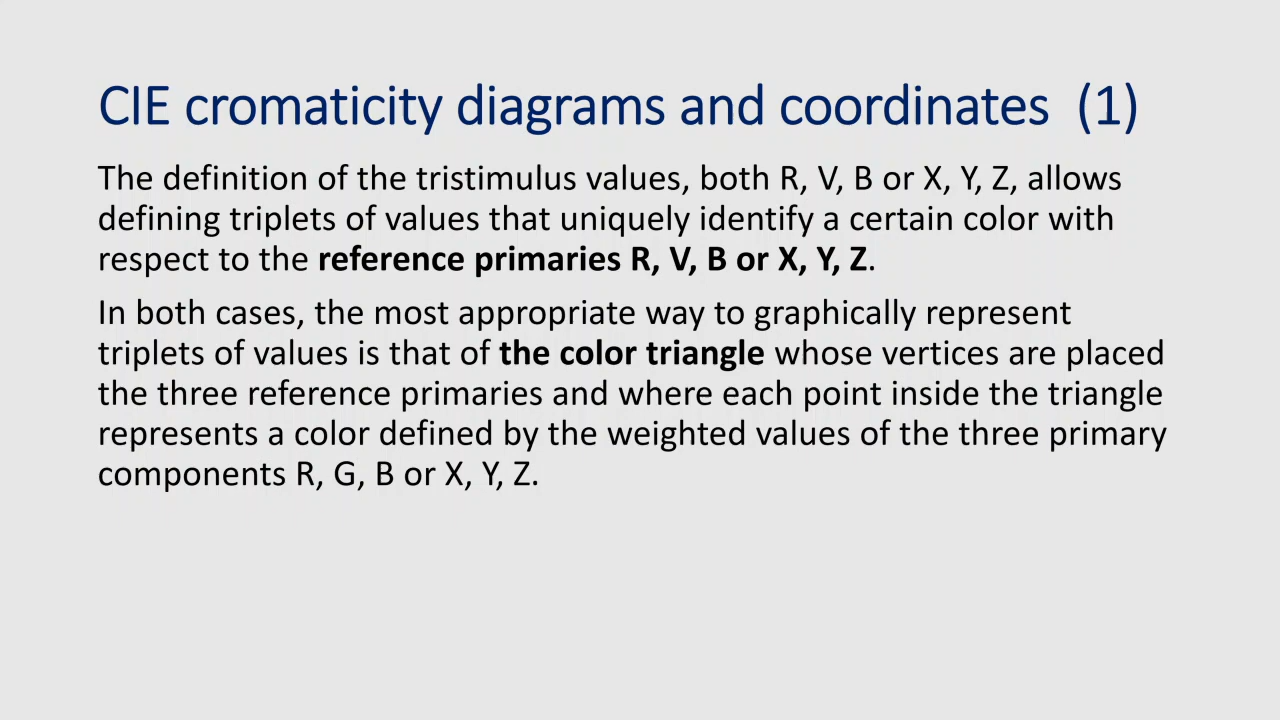 CIE cromaticity diagrams and coordinates (1)
The definition of the tristimulus values, both R, V, B or X, Y, Z, allows
defining triplets of values that uniquely identify a certain color with
respect to the reference primaries R, V, B or X, Y, Z.
In both cases, the most appropriate way to graphically represent
triplets of values is that of the color triangle whose vertices are placed
the three reference primaries and where each point inside the triangle
represents a color defined by the weighted values of the three primary
components R, G, B or X, Y, Z.